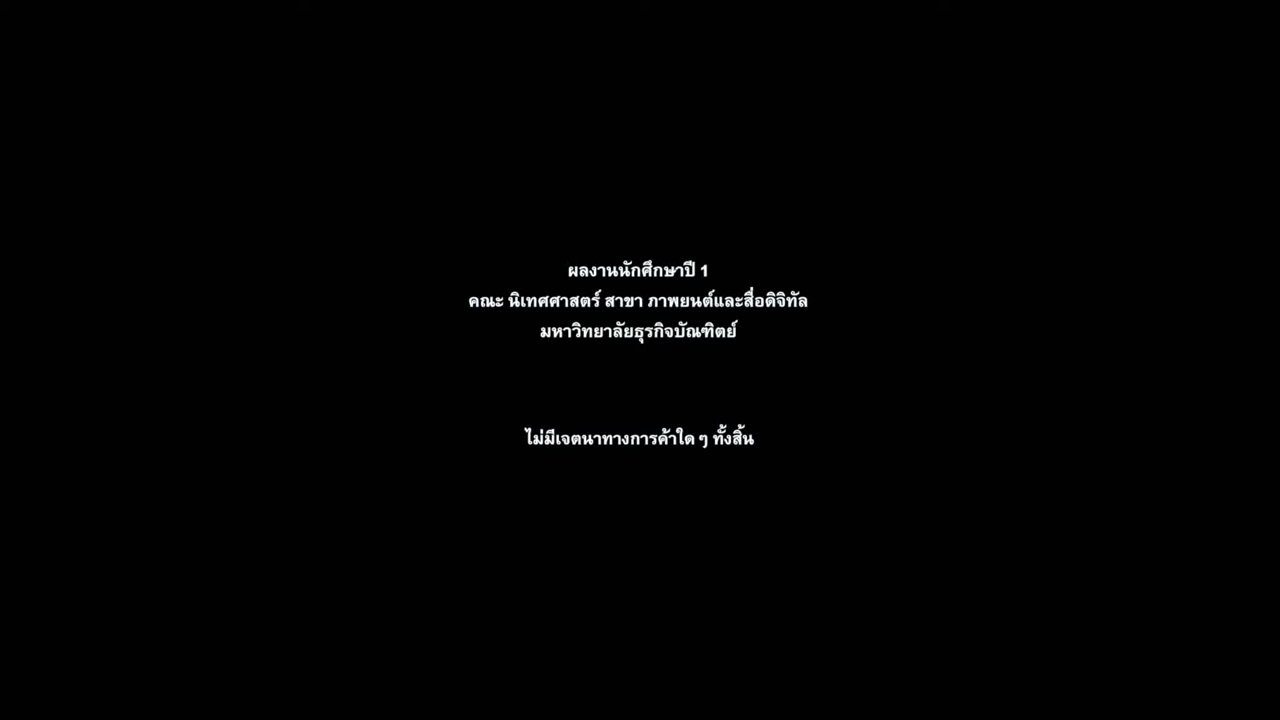 ผลงานนักศึกษาปี 1
คณะ นิเทศศาสตร์ สาขา ภาพยนต์และสื่อดิจิทัล
มหาวิทยาลัยธุรกิจบัณฑิตย์
ไม่มีเจตนาทางการค้าใด ๆ ทั้งสิ้น